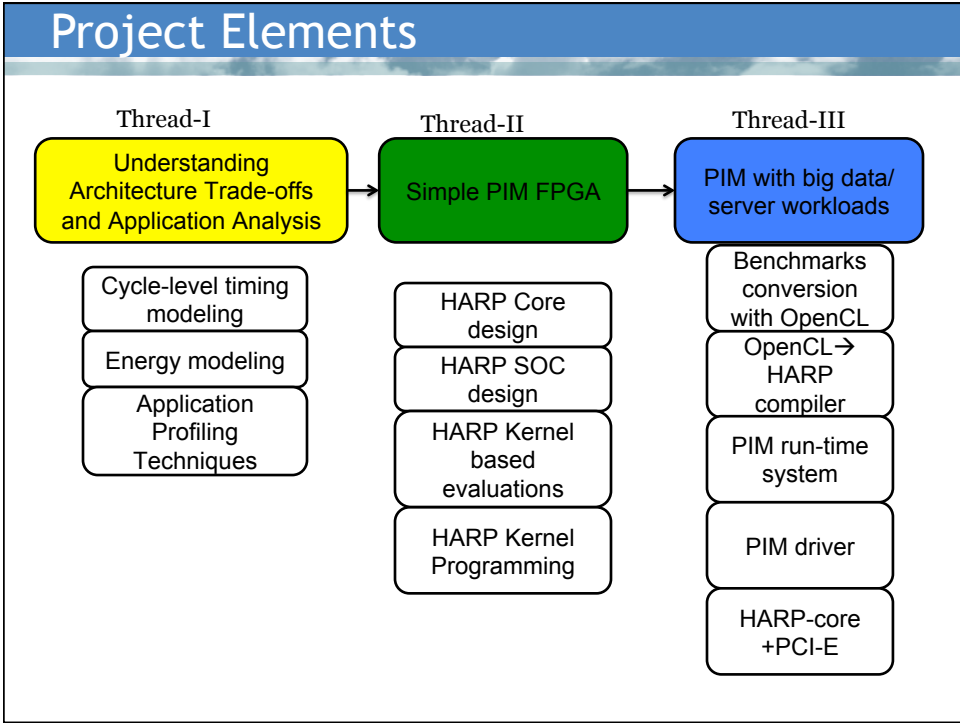 Project Elements
Thread-I
Understanding
Architecture Trade-offs
and Application Analysis
Cycle-level timing
modeling
Energy modeling
Application
Profiling
Techniques
Thread-II
Simple PIM FPGA
HARP Core
design
HARP SOC
design
HARP Kernel
based
evaluations
HARP Kernel
Programming
Thread-III
PIM with big data/
server workloads
Benchmarks
conversion
with OpenCL
OpenCL→
HARP
compiler
PIM run-time
system
PIM driver
HARP-core
+PCI-E